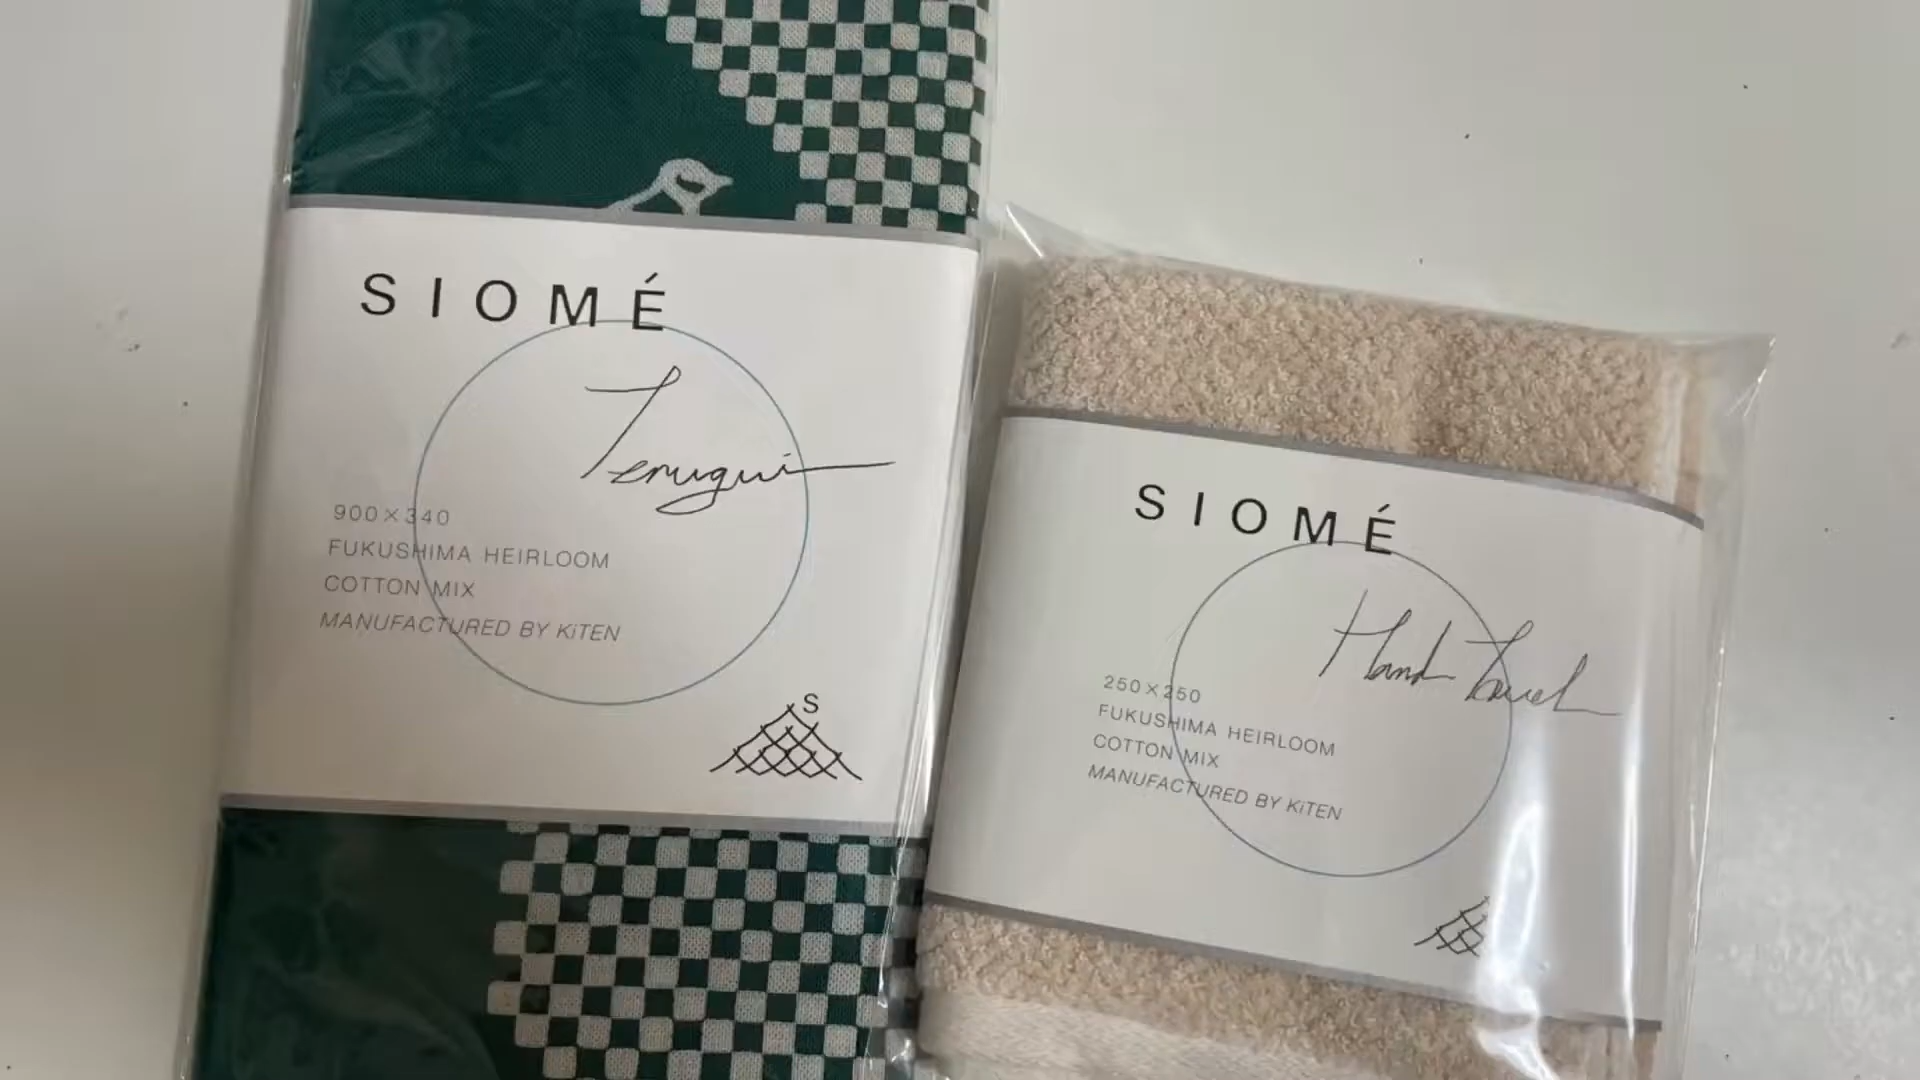 SIOMÉ
Tenugui
900×340
FUKUSHIMA HEIRLOOM
COTTON MIX
MANUFACTURED BY KiTEN
S
SIOMÉ
Hand Towel
250×250
FUKUSHIMA HEIRLOOM
COTTON MIX
MANUFACTURED BY KiTEN